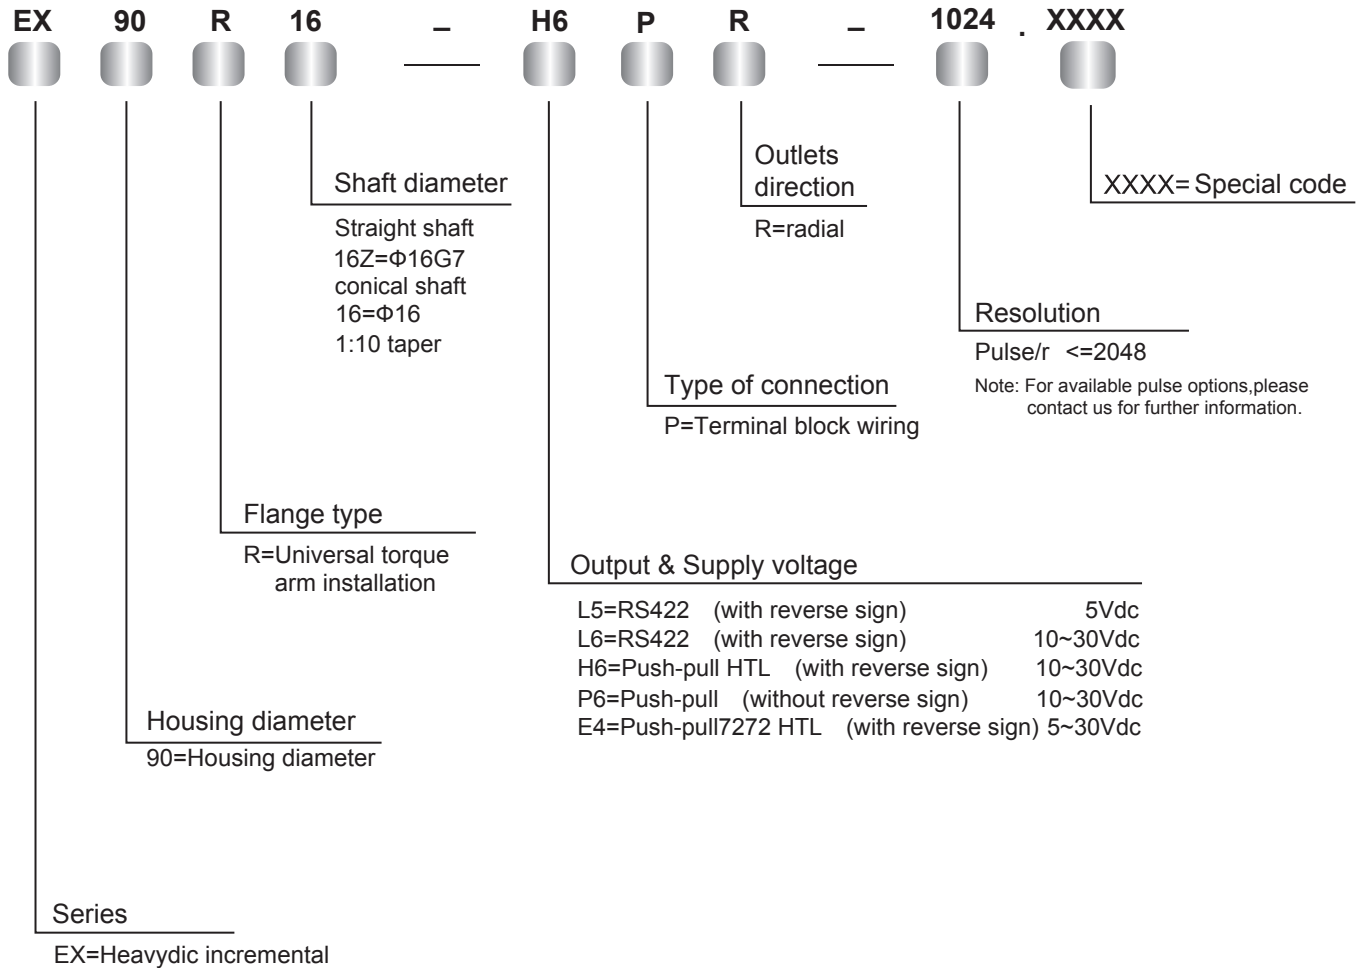 EX 90 R 16 – H6 P R – 1024 . XXXX
Outlets
direction
R=radial
Shaft diameter
Straight shaft
16Z=Φ16G7
conical shaft
16=Φ16
1:10 taper
XXXX= Special code
Resolution
Pulse/r <=2048
Note: For available pulse options,please
contact us for further information.
Type of connection
P=Terminal block wiring
Flange type
R=Universal torque
arm installation
Output & Supply voltage
L5=RS422 (with reverse sign) 5Vdc
L6=RS422 (with reverse sign) 10~30Vdc
H6=Push-pull HTL (with reverse sign) 10~30Vdc
P6=Push-pull (without reverse sign) 10~30Vdc
E4=Push-pull7272 HTL (with reverse sign) 5~30Vdc
Housing diameter
90=Housing diameter
Series
EX=Heavydic incremental